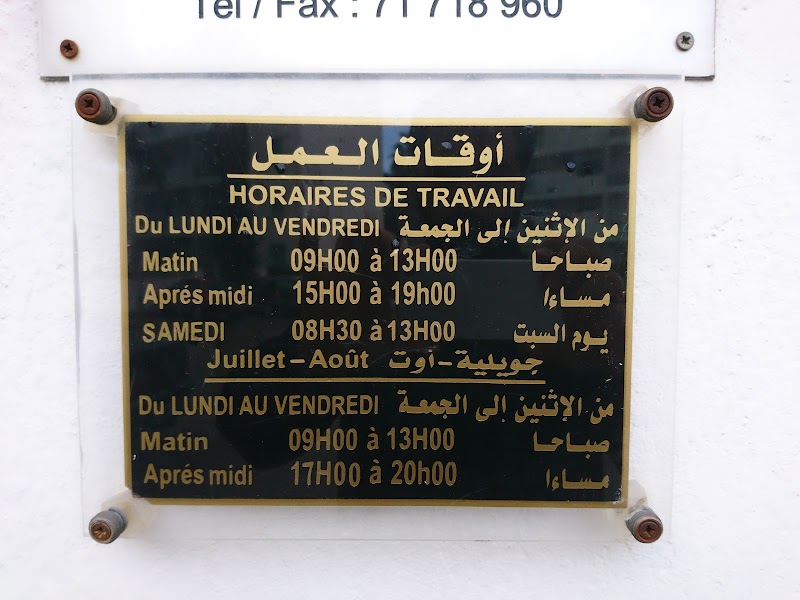 Tel / Fax : 71 718 960
أوقات العمل
HORAIRES DE TRAVAIL
Du LUNDI AU VENDREDI من الإثنين إلى الجمعة
Matin 09H00 à 13H00 صباحا
Aprés midi 15H00 à 19h00 مساءا
SAMEDI 08H30 à 13H00 يوم السبت
Juillet – Août جويلية - أوت
Du LUNDI AU VENDREDI من الإثنين إلى الجمعة
Matin 09H00 à 13H00 صباحا
Aprés midi 17H00 à 20h00 مساءا